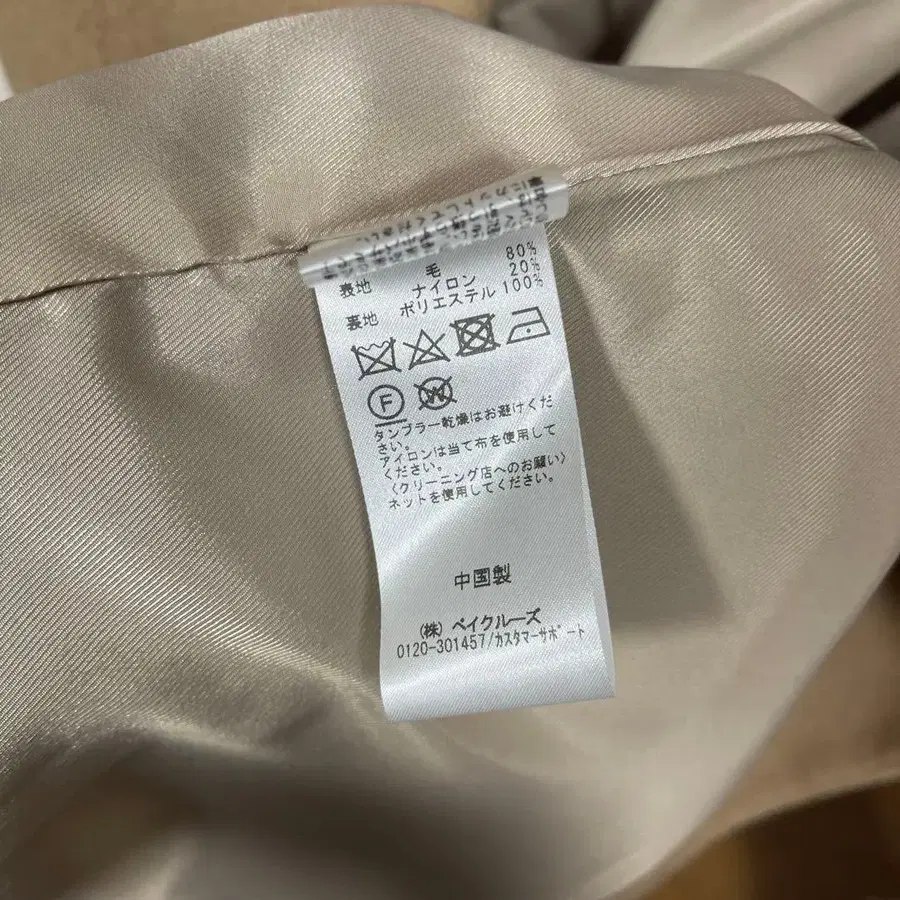 表地 毛 80%
ナイロン 20%
裏地 ポリエステル 100%
F W
タンブラー乾燥はお避けくだ
さい。
アイロンは当て布を使用して
ください。
〈クリーニング店へのお願い〉
ネットを使用してください。
中国製
(株) ベイクルーズ
0120-301457/カスタマーサポート